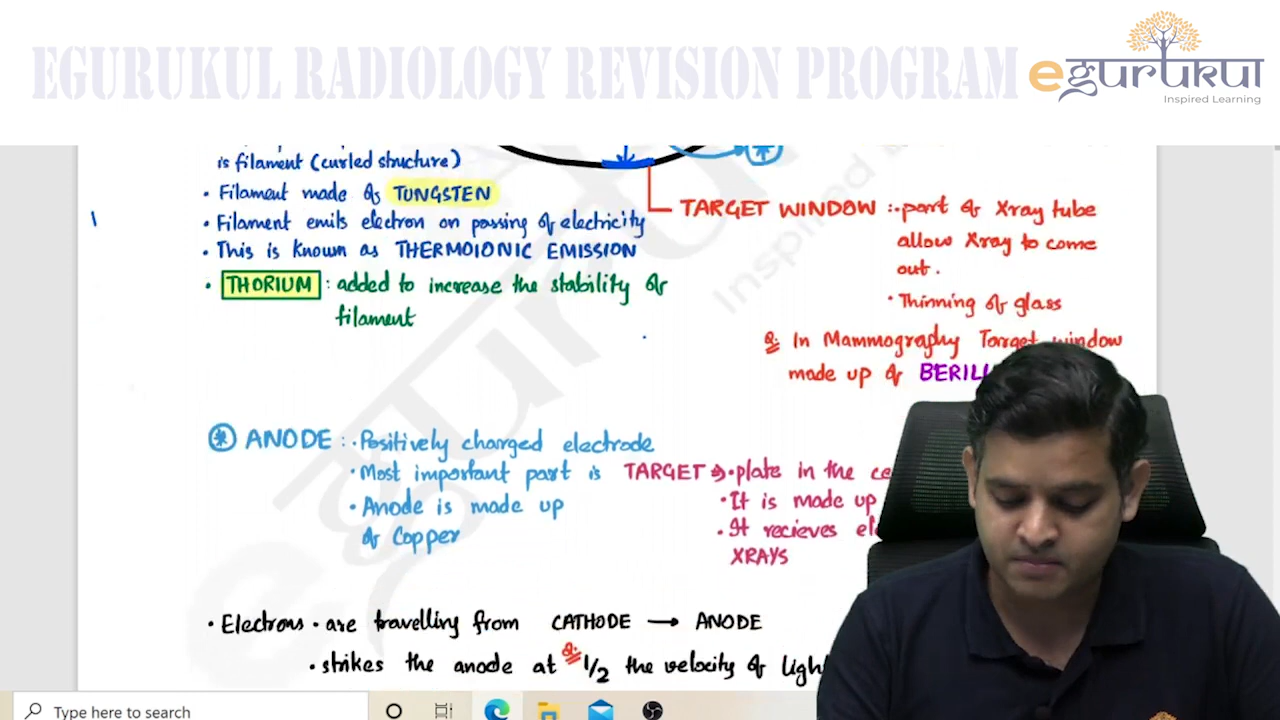 EGURUKUL RADIOLOGY REVISION PROGRAM
eगुरुkul
Inspired Learning
is filament (curled structure)
• Filament made of TUNGSTEN
• Filament emits electron on passing of electricity
• This is known as THERMOIONIC EMISSION
• THORIUM : added to increase the stability of
filament
TARGET WINDOW :• part of Xray tube
allow Xray to come
out.
• Thinning of glass
Q. In Mammography Target window
made up of BERILL
ANODE :• Positively charged electrode
• Most important part is TARGET ⇒• plate in the ce
• Anode is made up
of Copper
• It is made up
• It recieves el
XRAYS
• Electrons • are travelling from CATHODE → ANODE
• strikes the anode at Q. 1/2 the velocity of light
Type here to search